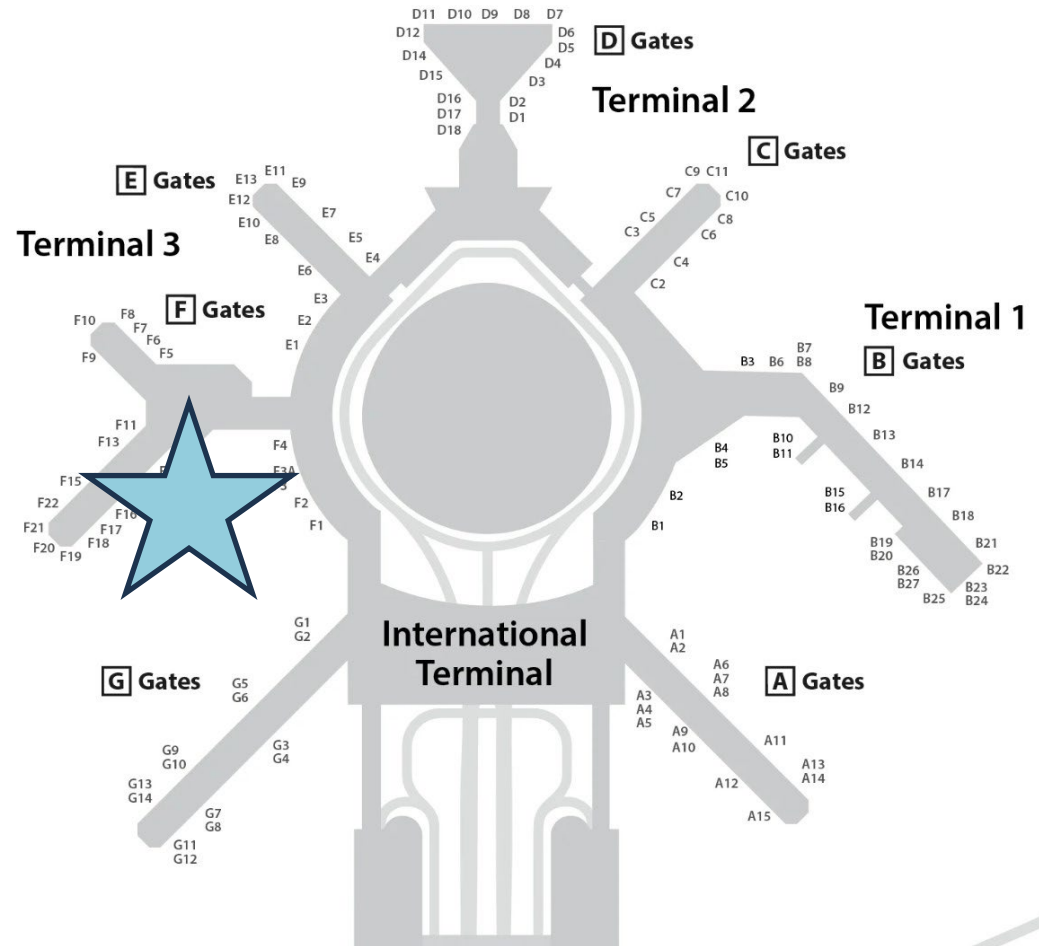 D11 D10 D9 D8 D7
D12
D6
D5
D14
D4
D15
D3
D16
D17
D18
D2
D1
D Gates
Terminal 2
C Gates
C9 C11
C7
C10
C5
C8
C3
C6
C4
C2
E Gates
E13 E11 E9
E12
E10
E7
E8
E5
E6
E4
E3
E2
E1
Terminal 3
F Gates
F10
F8
F7
F6
F5
F9
F11
F13
F4
F15
F3A
F22
F2
F16
F21
F17
F1
F20
F18
F19
Terminal 1
B Gates
B3 B6
B7
B8
B9
B12
B10
B11
B13
B4
B5
B14
B2
B15
B16
B17
B1
B18
B19
B20
B21
B26
B27
B22
B25
B23
B24
International
Terminal
G Gates
G1
G2
G5
G6
G3
G4
G9
G10
G13
G14
G7
G8
G11
G12
A Gates
A1
A2
A6
A7
A8
A3
A4
A5
A9
A10
A11
A13
A14
A12
A15